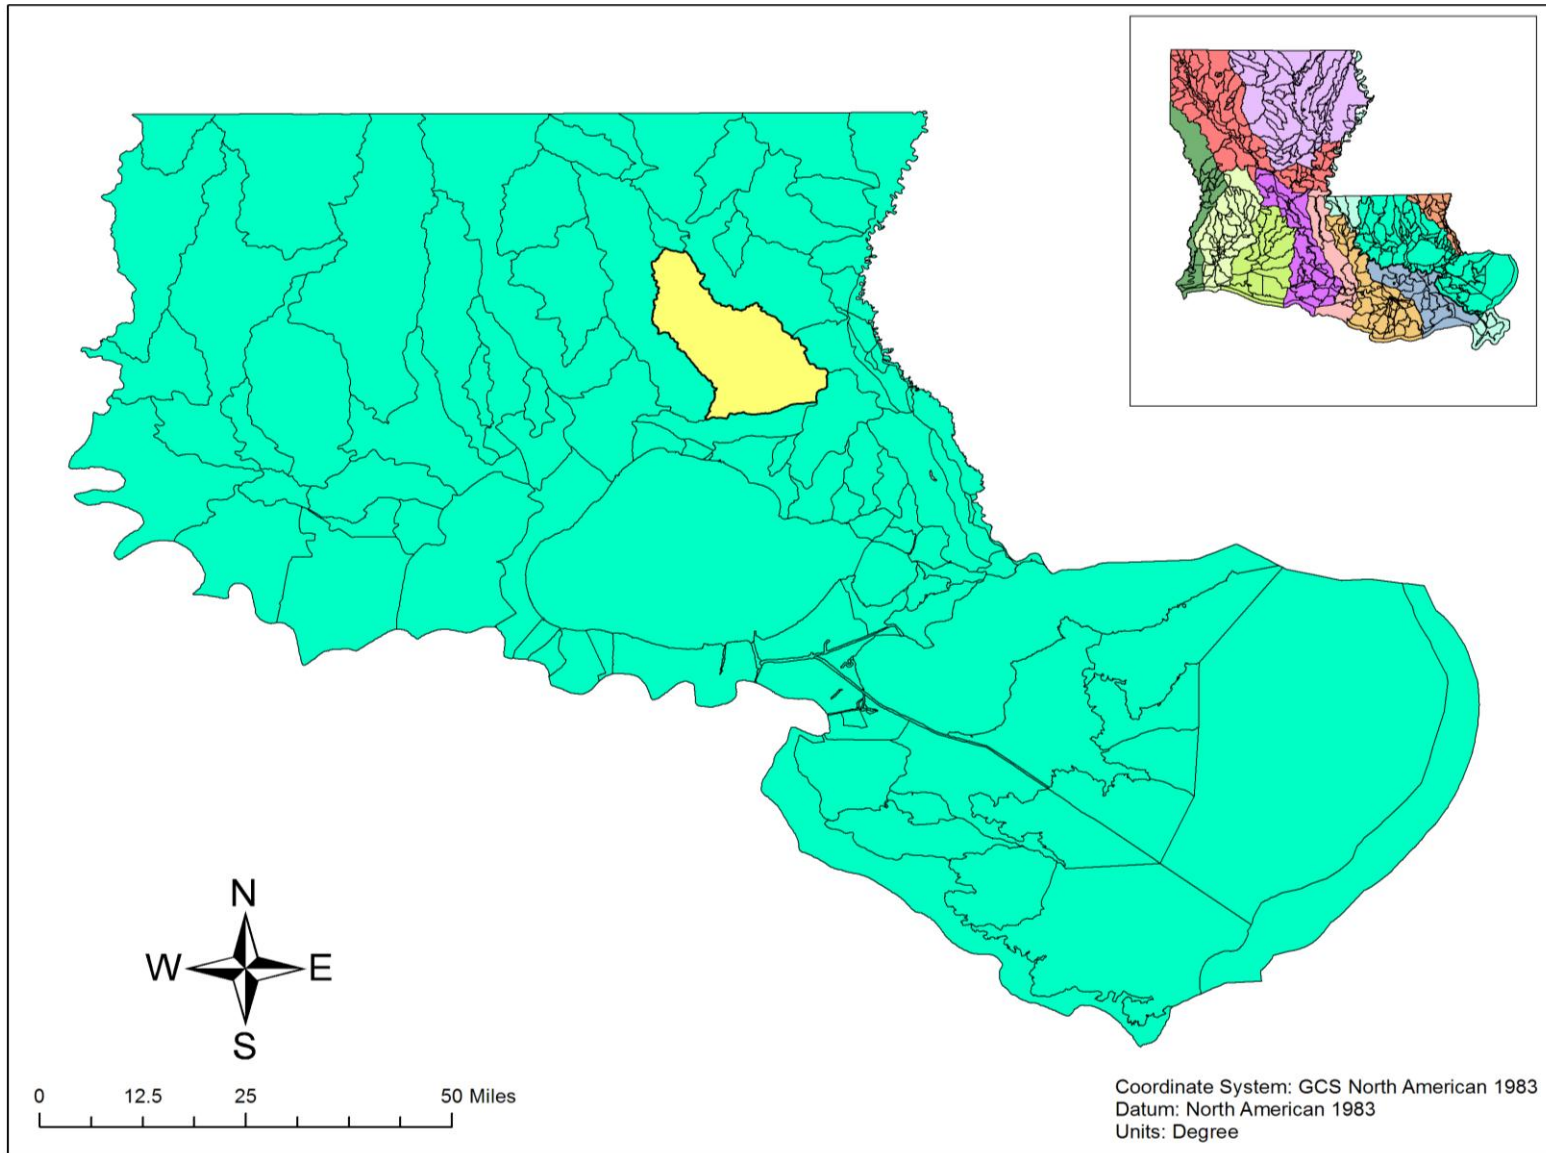 N
W E
S
0 12.5 25 50 Miles
Coordinate System: GCS North American 1983
Datum: North American 1983
Units: Degree